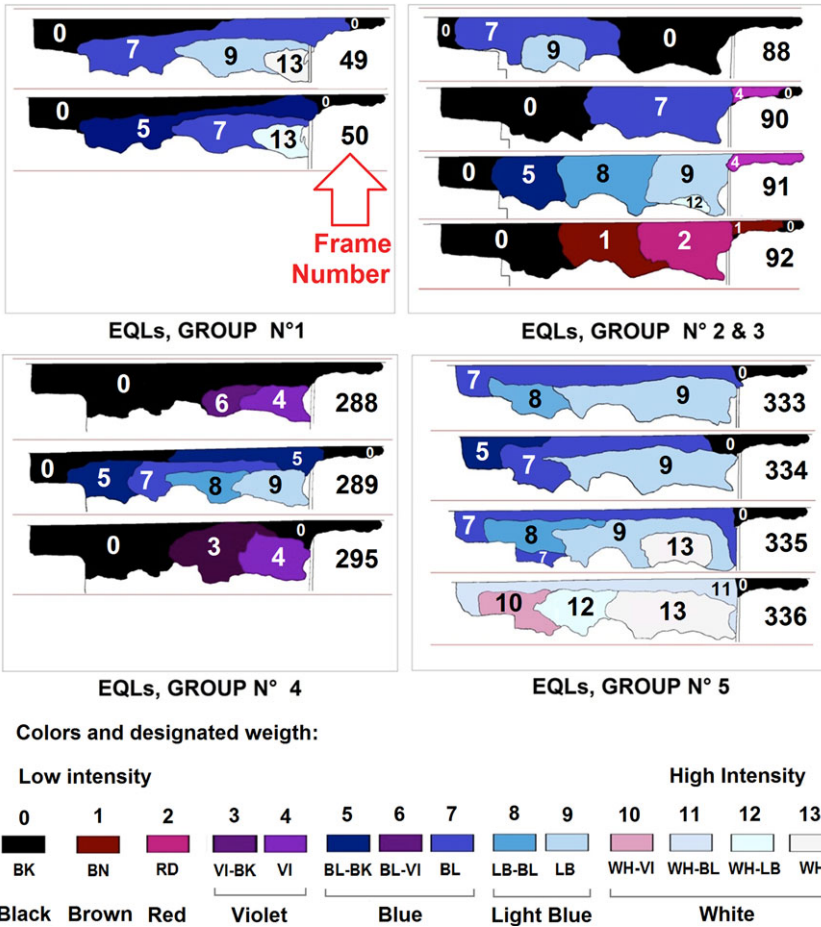 0 7 9 13 0 49
0 5 7 13 0 50
Frame
Number
EQLs, GROUP N°1
0 7 9 0 88
0 7 4 0 90
0 5 8 9 12 4 91
0 1 2 1 0 92
EQLs, GROUP N° 2 & 3
0 6 4 288
0 5 7 8 9 5 0 289
0 3 4 0 295
EQLs, GROUP N° 4
7 8 9 0 333
5 7 9 0 334
7 8 7 9 13 0 335
10 12 13 11 0 336
EQLs, GROUP N° 5
Colors and designated weigth:
Low intensity High Intensity
0 1 2 3 4 5 6 7 8 9 10 11 12 13
BK BN RD VI-BK VI BL-BK BL-VI BL LB-BL LB WH-VI WH-BL WH-LB WH
Black Brown Red Violet Blue Light Blue White